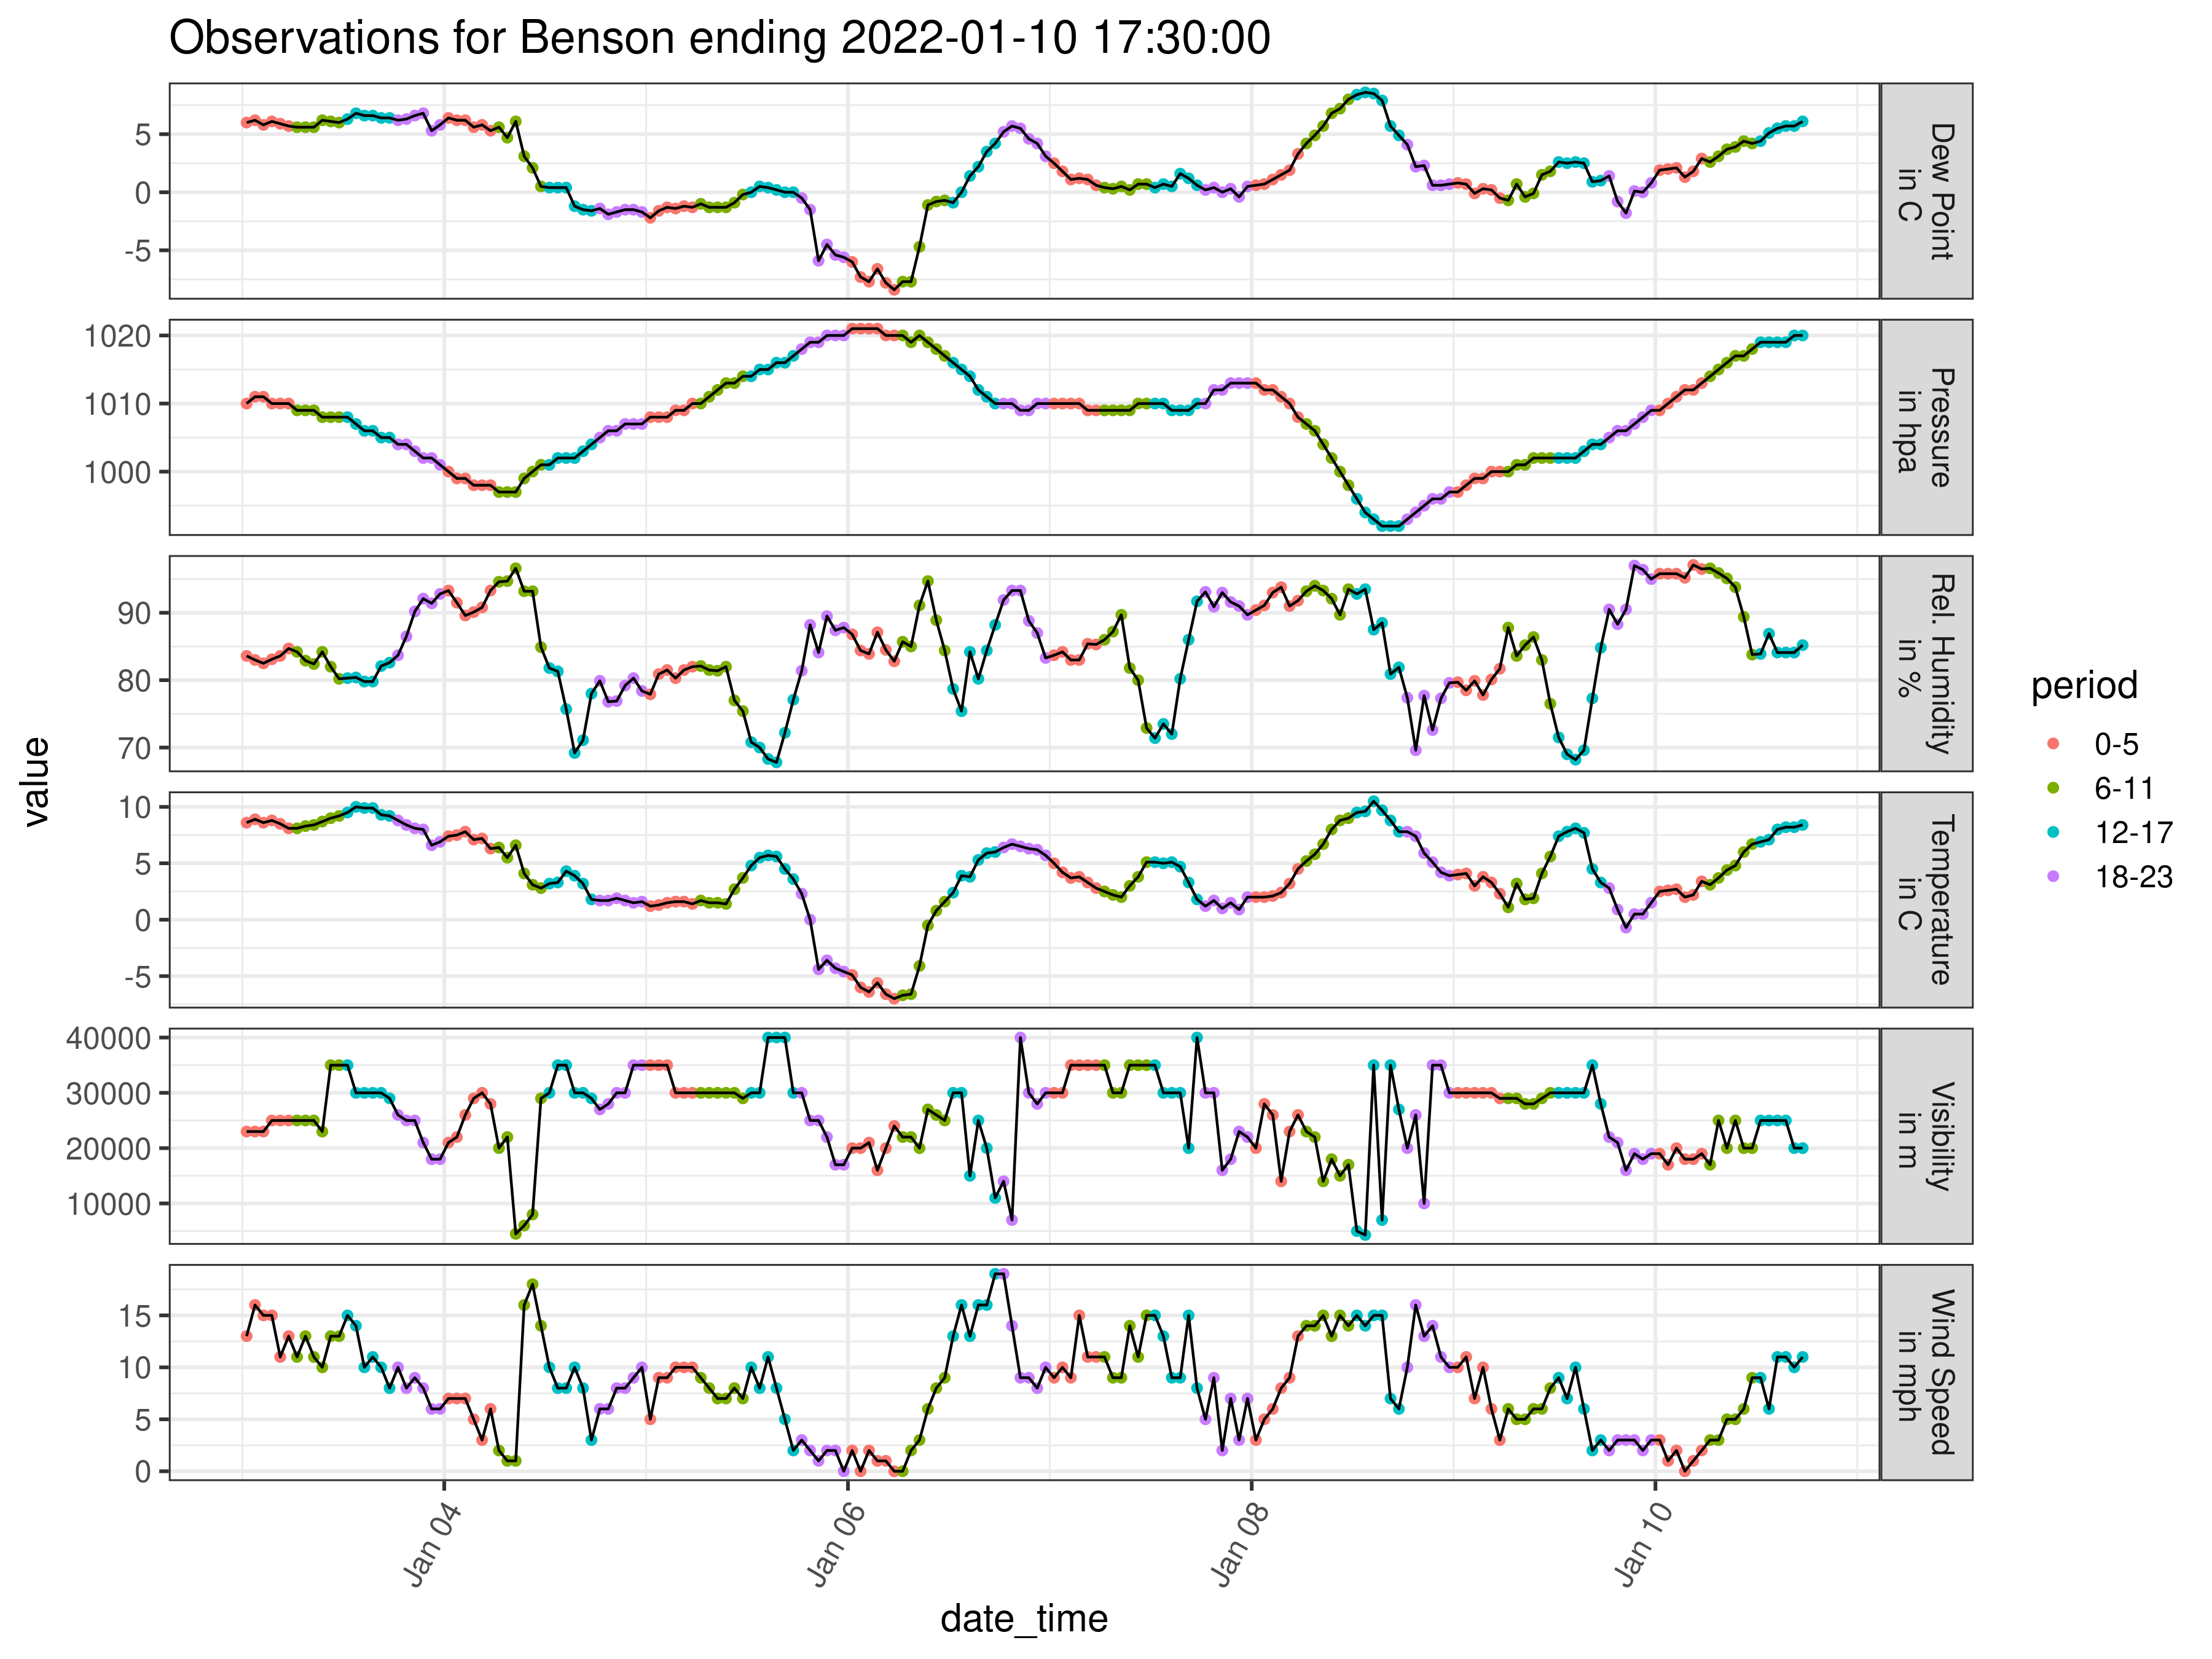 Observations for Benson ending 2022-01-10 17:30:00
value
5
0
-5
Dew Point
in C
1020
1010
1000
Pressure
in hpa
90
80
70
Rel. Humidity
in %
10
5
0
-5
Temperature
in C
40000
30000
20000
10000
Visibility
in m
15
10
5
0
Wind Speed
in mph
Jan 04
Jan 06
Jan 08
Jan 10
date_time
period
0-5
6-11
12-17
18-23